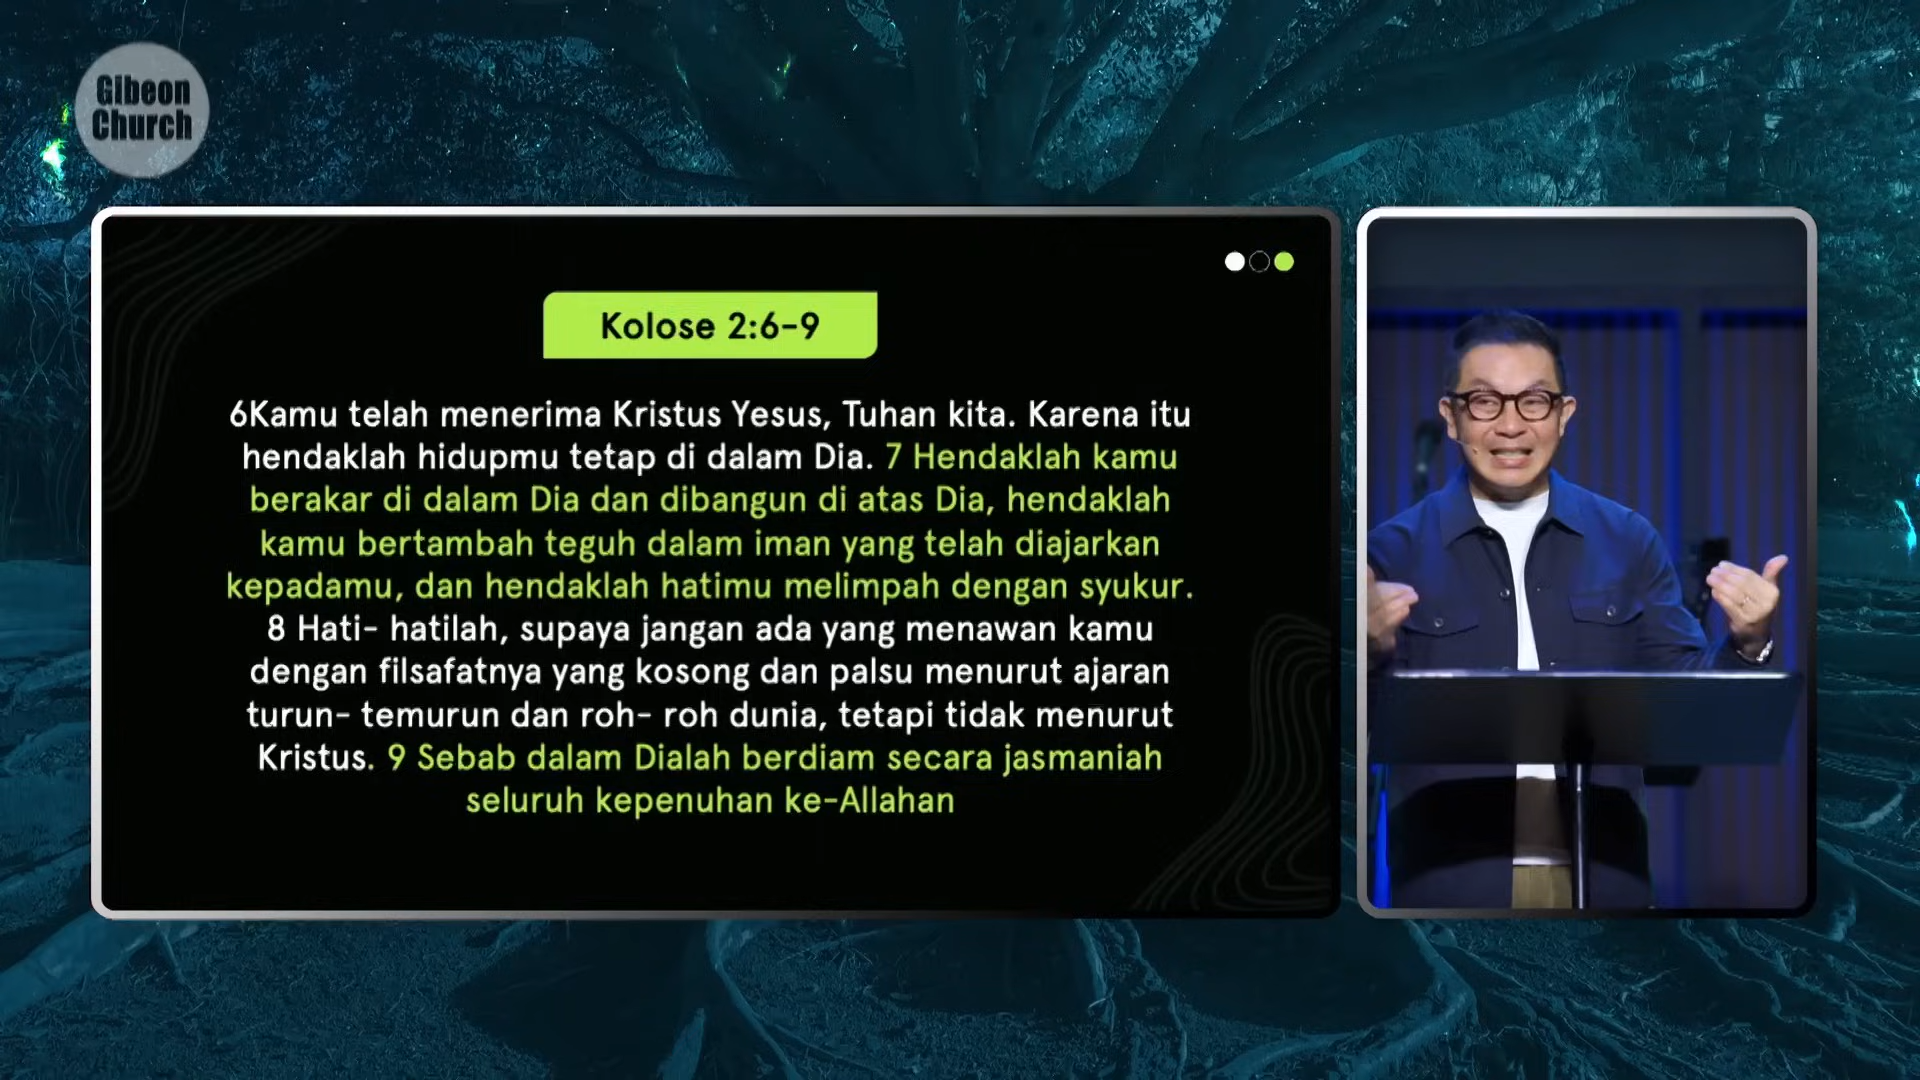 Gibeon
Church
Kolose 2:6-9
6Kamu telah menerima Kristus Yesus, Tuhan kita. Karena itu
hendaklah hidupmu tetap di dalam Dia. 7 Hendaklah kamu
berakar di dalam Dia dan dibangun di atas Dia, hendaklah
kamu bertambah teguh dalam iman yang telah diajarkan
kepadamu, dan hendaklah hatimu melimpah dengan syukur.
8 Hati- hatilah, supaya jangan ada yang menawan kamu
dengan filsafatnya yang kosong dan palsu menurut ajaran
turun- temurun dan roh- roh dunia, tetapi tidak menurut
Kristus. 9 Sebab dalam Dialah berdiam secara jasmaniah
seluruh kepenuhan ke-Allahan